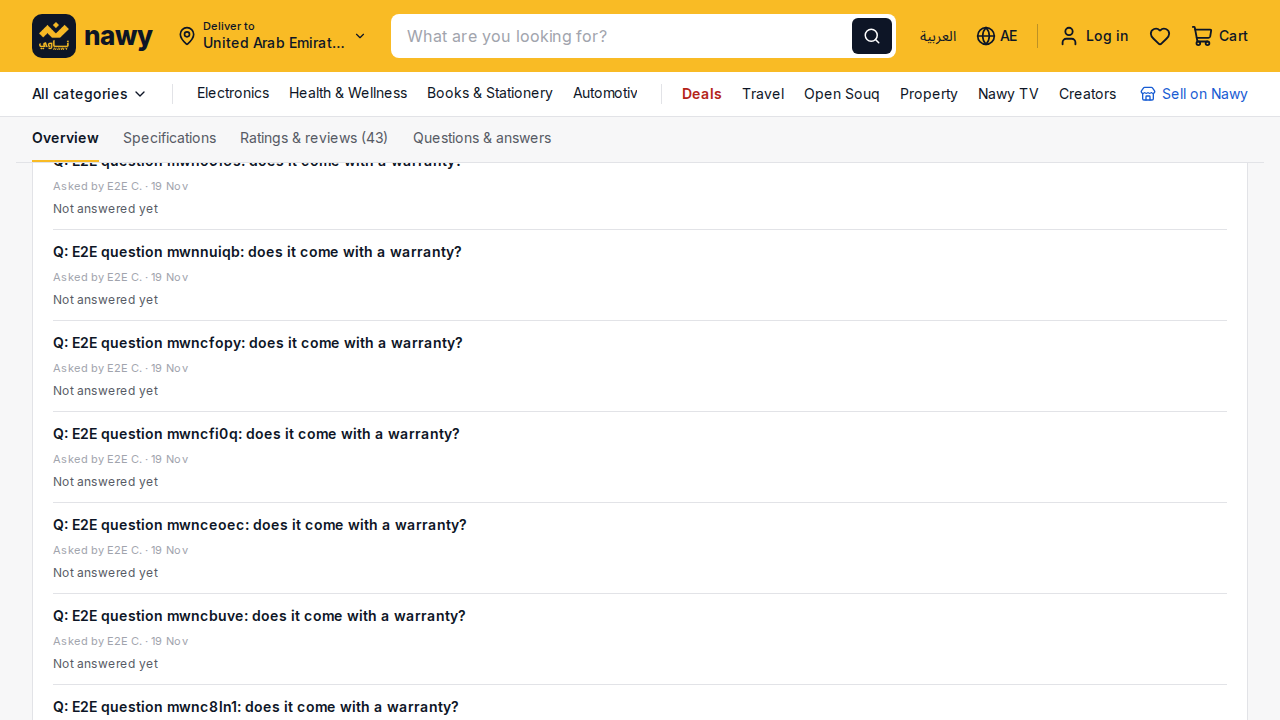 نـاوي
NAWY
nawy
Deliver to
United Arab Emirat...
What are you looking for?
العربية
AE
Log in
Cart
All categories
Electronics
Health & Wellness
Books & Stationery
Automotiv
Deals
Travel
Open Souq
Property
Nawy TV
Creators
Sell on Nawy
Overview
Specifications
Ratings & reviews (43)
Questions & answers
Asked by E2E C. · 19 Nov
Not answered yet
Q: E2E question mwnnuiqb: does it come with a warranty?
Asked by E2E C. · 19 Nov
Not answered yet
Q: E2E question mwncfopy: does it come with a warranty?
Asked by E2E C. · 19 Nov
Not answered yet
Q: E2E question mwncfi0q: does it come with a warranty?
Asked by E2E C. · 19 Nov
Not answered yet
Q: E2E question mwnceoec: does it come with a warranty?
Asked by E2E C. · 19 Nov
Not answered yet
Q: E2E question mwncbuve: does it come with a warranty?
Asked by E2E C. · 19 Nov
Not answered yet
Q: E2E question mwnc8ln1: does it come with a warranty?